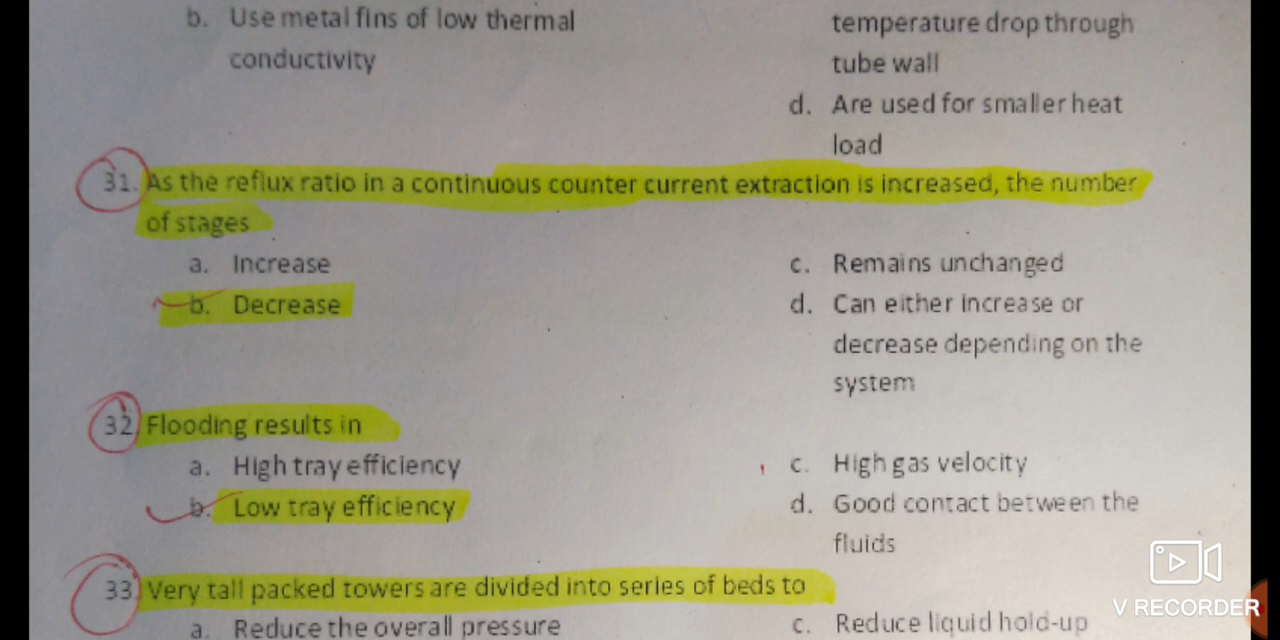 b. Use metal fins of low thermal
conductivity
temperature drop through
tube wall
d. Are used for smaller heat
load
31. As the reflux ratio in a continuous counter current extraction is increased, the number
of stages
a. Increase
b. Decrease
c. Remains unchanged
d. Can either increase or
decrease depending on the
system
32. Flooding results in
a. High tray efficiency
b. Low tray efficiency
c. High gas velocity
d. Good contact between the
fluids
33. Very tall packed towers are divided into series of beds to
a. Reduce the overall pressure
c. Reduce liquid hold-up
V RECORDER